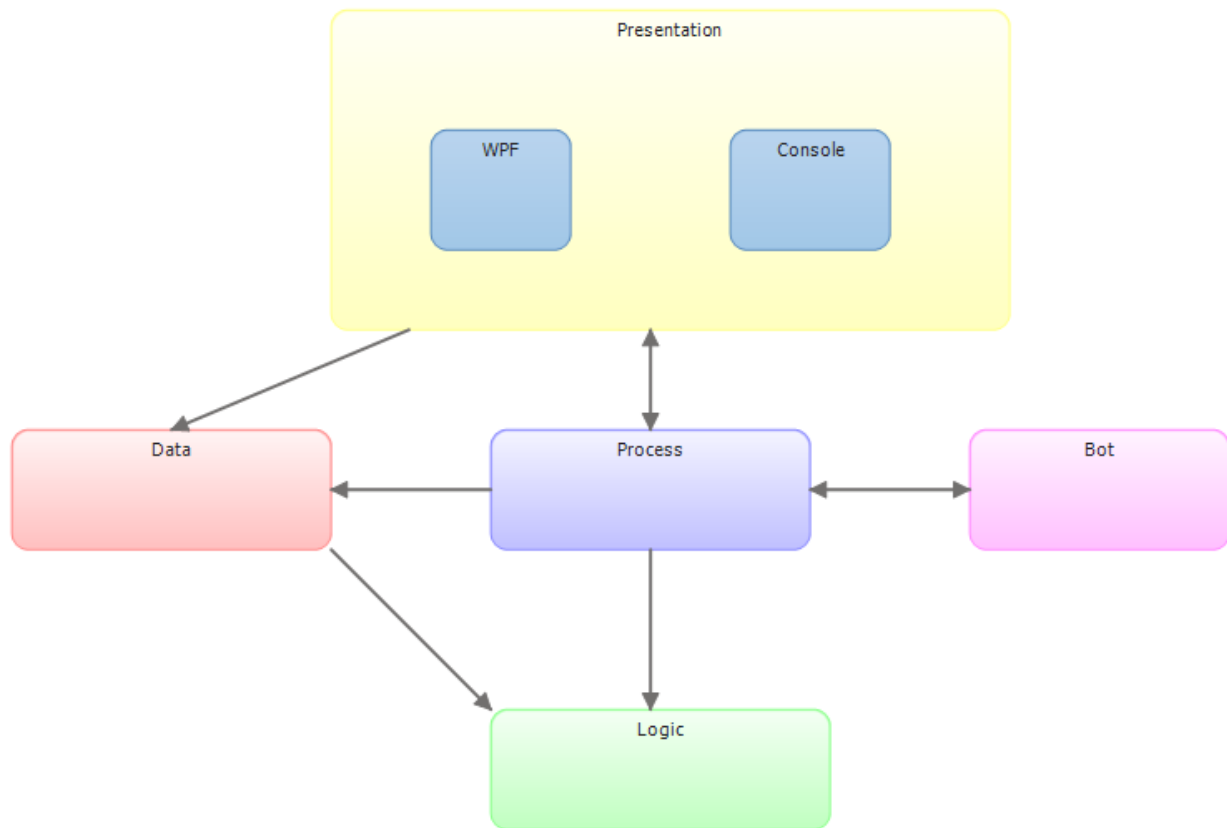 Presentation
WPF
Console
Data
Process
Bot
Logic